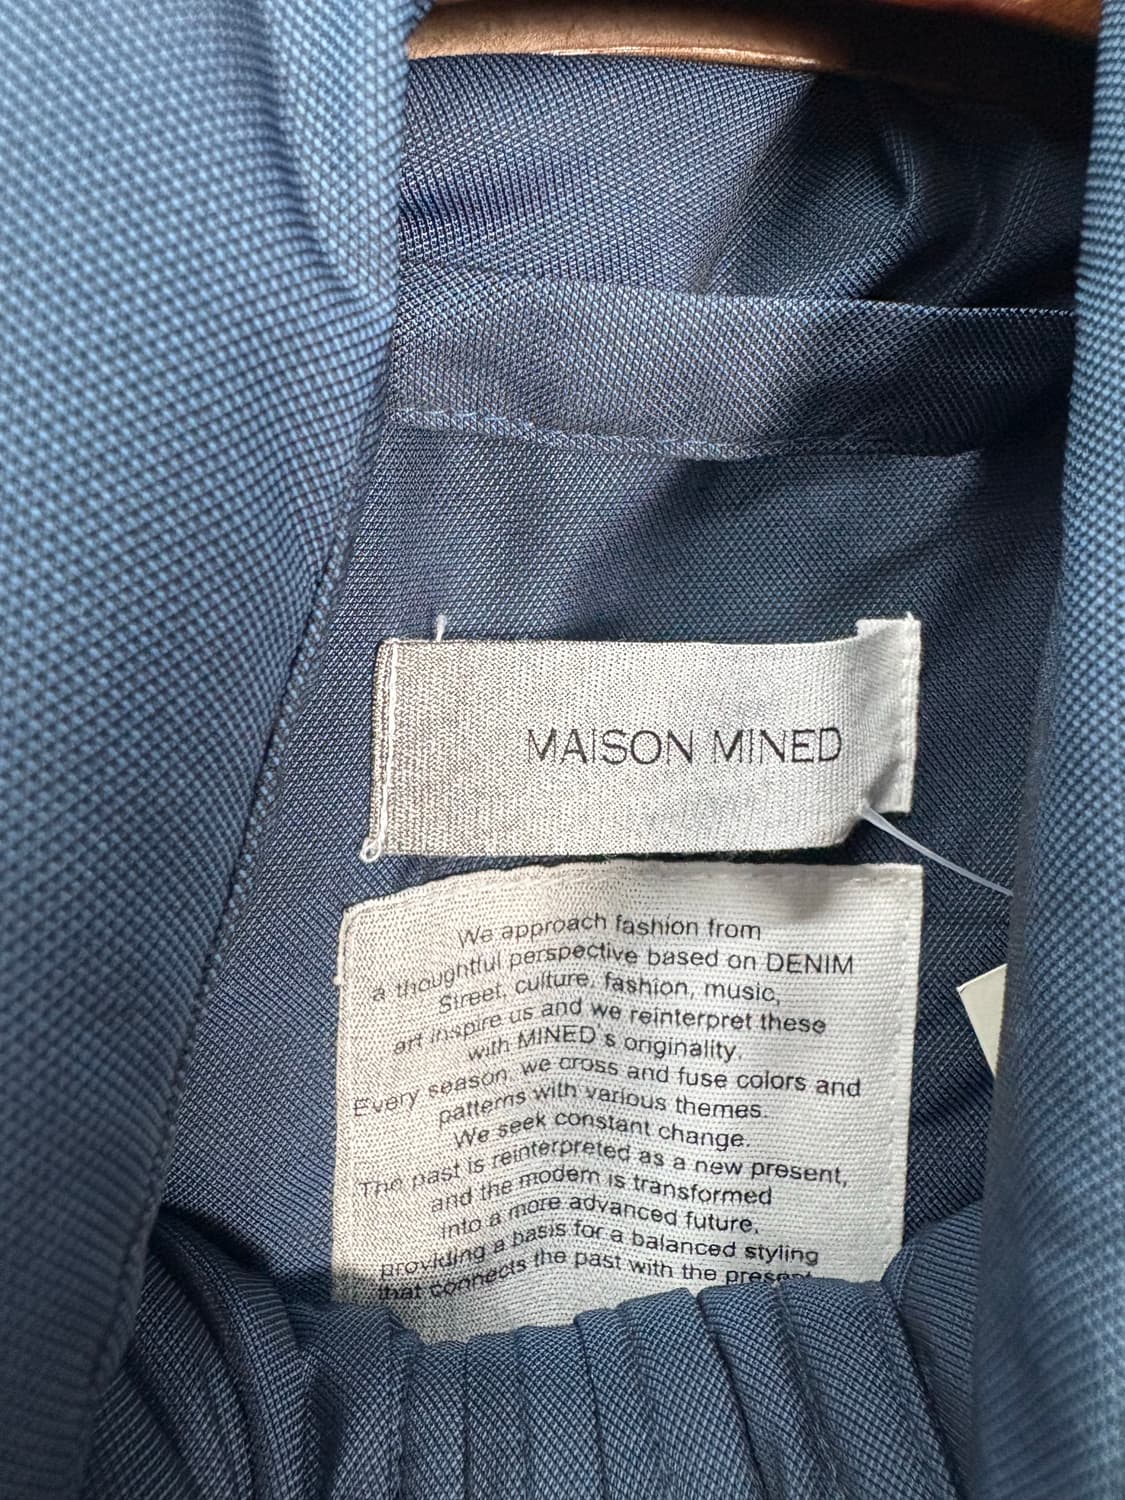 MAISON MINED
We approach fashion from
a thoughtful perspective based on DENIM
Street, culture, fashion, music,
art inspire us and we reinterpret these
with MINED's originality.
Every season, we cross and fuse colors and
patterns with various themes.
We seek constant change.
The past is reinterpreted as a new present,
and the modern is transformed
into a more advanced future,
providing a basis for a balanced styling
that connects the past with the present